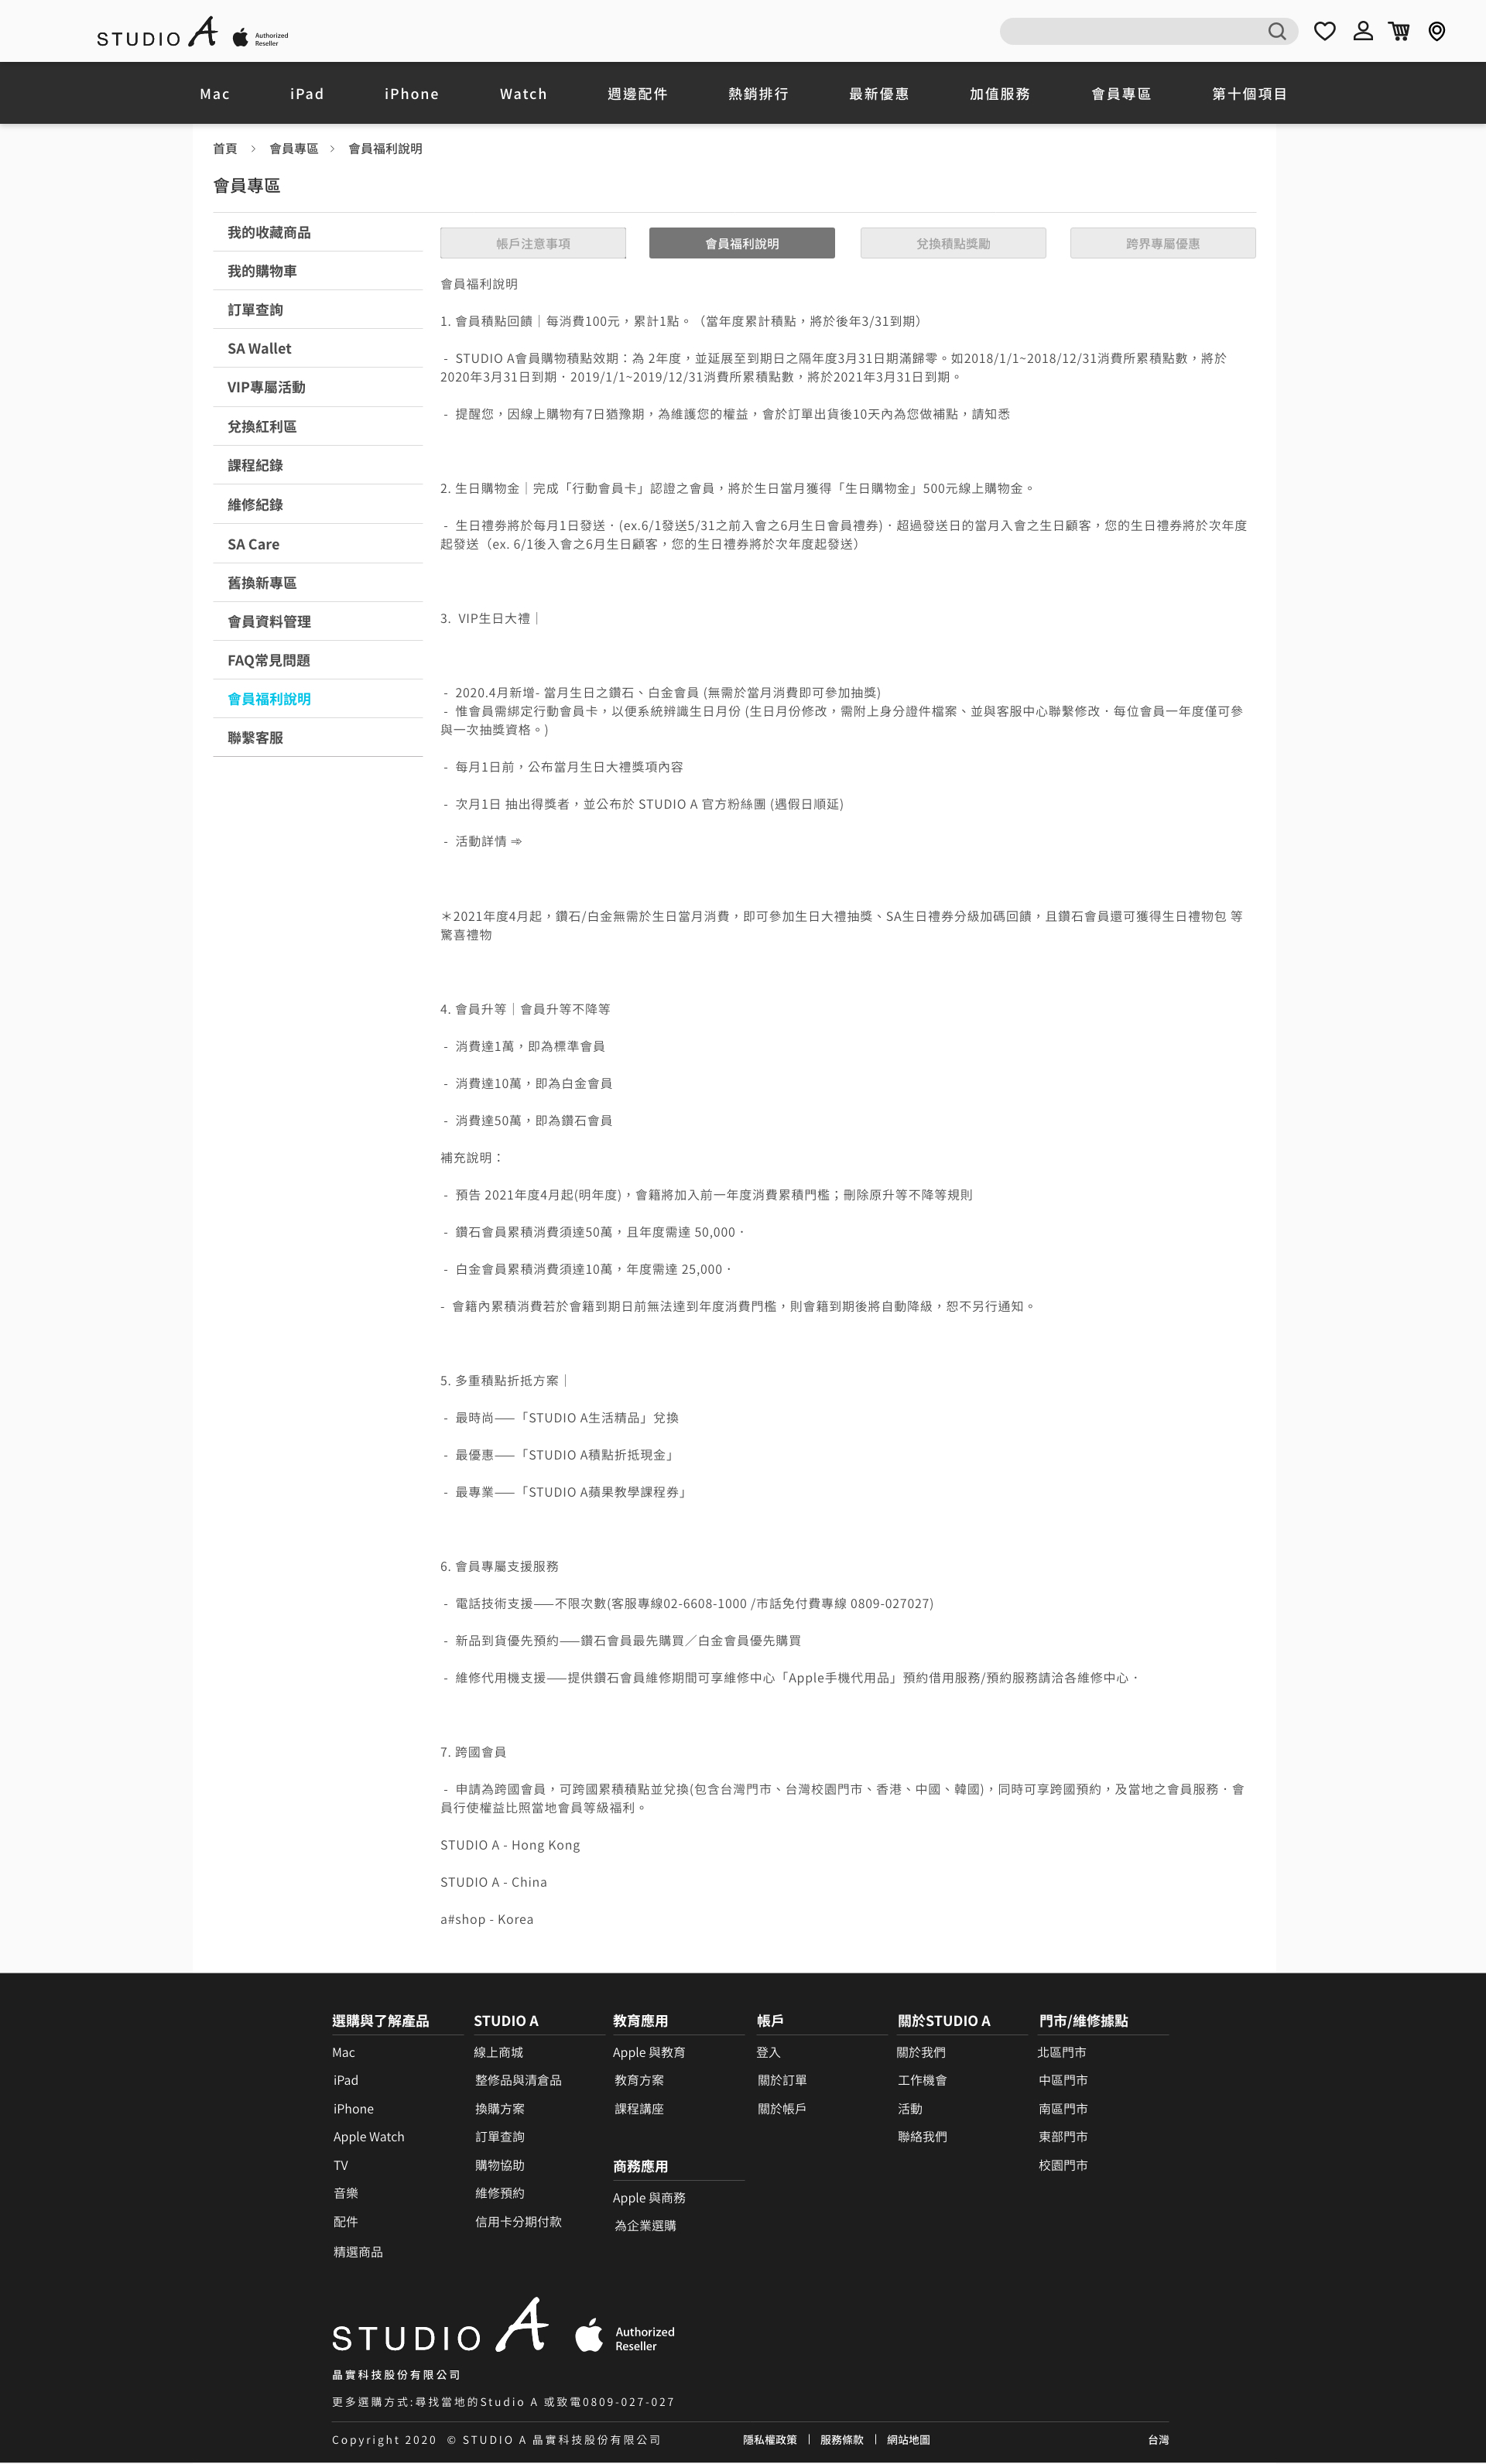 STUDIO A Authorized
Reseller
Mac iPad iPhone Watch 週邊配件 熱銷排行 最新優惠 加值服務 會員專區 第十個項目
首頁 > 會員專區 > 會員福利說明
會員專區
我的收藏商品
我的購物車
訂單查詢
SA Wallet
VIP專屬活動
兌換紅利區
課程紀錄
維修紀錄
SA Care
舊換新專區
會員資料管理
FAQ常見問題
會員福利說明
聯繫客服
帳戶注意事項 會員福利說明 兌換積點獎勵 跨界專屬優惠
會員福利說明
1. 會員積點回饋｜每消費100元，累計1點。（當年度累計積點，將於後年3/31到期）
- STUDIO A會員購物積點效期：為 2年度，並延展至到期日之隔年度3月31日期滿歸零。如2018/1/1~2018/12/31消費所累積點數，將於
2020年3月31日到期．2019/1/1~2019/12/31消費所累積點數，將於2021年3月31日到期。
- 提醒您，因線上購物有7日猶豫期，為維護您的權益，會於訂單出貨後10天內為您做補點，請知悉
2. 生日購物金｜完成「行動會員卡」認證之會員，將於生日當月獲得「生日購物金」500元線上購物金。
- 生日禮劵將於每月1日發送．(ex.6/1發送5/31之前入會之6月生日會員禮券)．超過發送日的當月入會之生日顧客，您的生日禮券將於次年度
起發送（ex. 6/1後入會之6月生日顧客，您的生日禮券將於次年度起發送）
3. VIP生日大禮｜
- 2020.4月新增- 當月生日之鑽石、白金會員 (無需於當月消費即可參加抽獎)
- 惟會員需綁定行動會員卡，以便系統辨識生日月份 (生日月份修改，需附上身分證件檔案、並與客服中心聯繫修改．每位會員一年度僅可參
與一次抽獎資格。)
- 每月1日前，公布當月生日大禮獎項內容
- 次月1日 抽出得獎者，並公布於 STUDIO A 官方粉絲團 (遇假日順延)
- 活動詳情 ➾
＊2021年度4月起，鑽石/白金無需於生日當月消費，即可參加生日大禮抽獎、SA生日禮券分級加碼回饋，且鑽石會員還可獲得生日禮物包 等
驚喜禮物
4. 會員升等｜會員升等不降等
- 消費達1萬，即為標準會員
- 消費達10萬，即為白金會員
- 消費達50萬，即為鑽石會員
補充說明：
- 預告 2021年度4月起(明年度)，會籍將加入前一年度消費累積門檻；刪除原升等不降等規則
- 鑽石會員累積消費須達50萬，且年度需達 50,000．
- 白金會員累積消費須達10萬，年度需達 25,000．
- 會籍內累積消費若於會籍到期日前無法達到年度消費門檻，則會籍到期後將自動降級，恕不另行通知。
5. 多重積點折抵方案｜
- 最時尚——「STUDIO A生活精品」兌換
- 最優惠——「STUDIO A積點折抵現金」
- 最專業——「STUDIO A蘋果教學課程券」
6. 會員專屬支援服務
- 電話技術支援——不限次數(客服專線02-6608-1000 /市話免付費專線 0809-027027)
- 新品到貨優先預約——鑽石會員最先購買／白金會員優先購買
- 維修代用機支援——提供鑽石會員維修期間可享維修中心「Apple手機代用品」預約借用服務/預約服務請洽各維修中心．
7. 跨國會員
- 申請為跨國會員，可跨國累積積點並兌換(包含台灣門市、台灣校園門市、香港、中國、韓國)，同時可享跨國預約，及當地之會員服務．會
員行使權益比照當地會員等級福利。
STUDIO A - Hong Kong
STUDIO A - China
a#shop - Korea
選購與了解產品
Mac
iPad
iPhone
Apple Watch
TV
音樂
配件
精選商品
STUDIO A
線上商城
整修品與清倉品
換購方案
訂單查詢
購物協助
維修預約
信用卡分期付款
教育應用
Apple 與教育
教育方案
課程講座
商務應用
Apple 與商務
為企業選購
帳戶
登入
關於訂單
關於帳戶
關於STUDIO A
關於我們
工作機會
活動
聯絡我們
門市/維修據點
北區門市
中區門市
南區門市
東部門市
校園門市
STUDIO A Authorized
Reseller
晶實科技股份有限公司
更多選購方式:尋找當地的Studio A 或致電0809-027-027
Copyright 2020 © STUDIO A 晶實科技股份有限公司 隱私權政策 | 服務條款 | 網站地圖 台灣